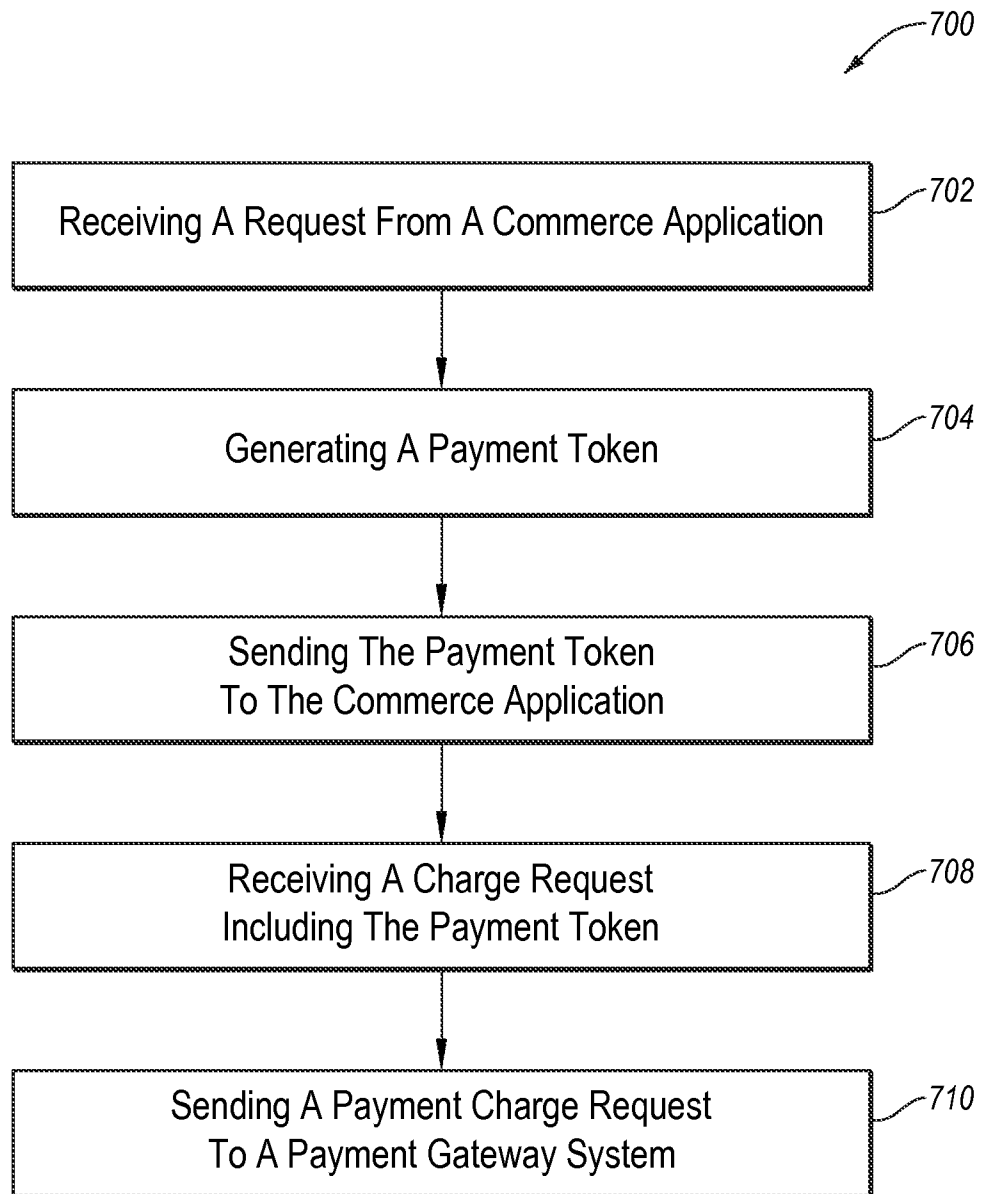 700
Receiving A Request From A Commerce Application
702
Generating A Payment Token
704
Sending The Payment Token
To The Commerce Application
706
Receiving A Charge Request
Including The Payment Token
708
Sending A Payment Charge Request
To A Payment Gateway System
710